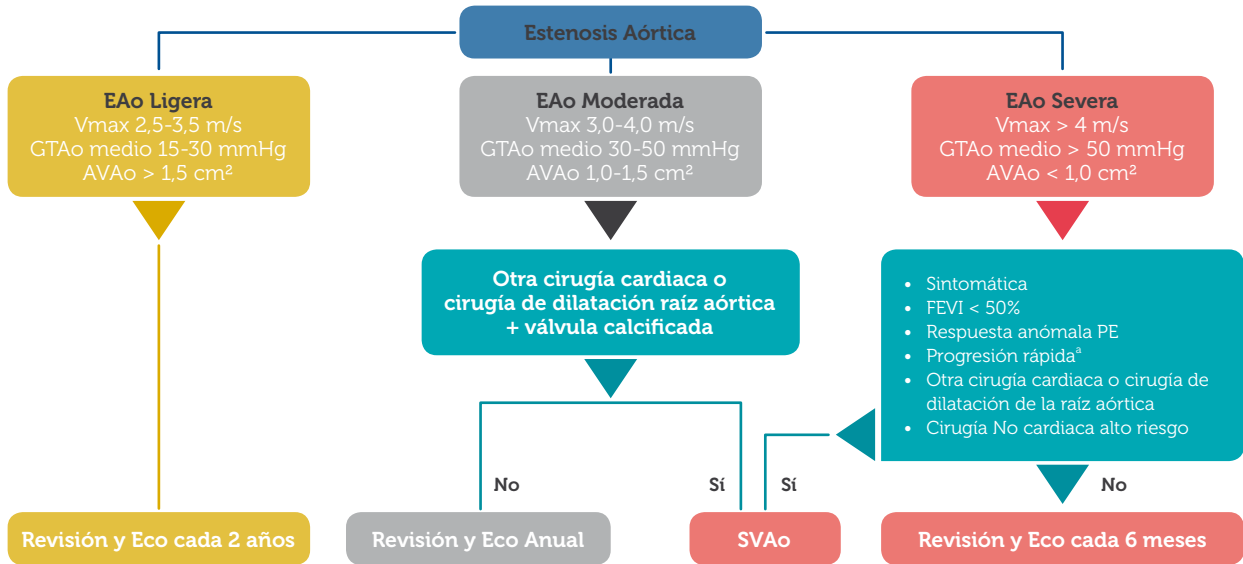 Estenosis Aórtica
EAo Ligera
Vmax 2,5-3,5 m/s
GTAo medio 15-30 mmHg
AVAo > 1,5 cm²
EAo Moderada
Vmax 3,0-4,0 m/s
GTAo medio 30-50 mmHg
AVAo 1,0-1,5 cm²
EAo Severa
Vmax > 4 m/s
GTAo medio > 50 mmHg
AVAo < 1,0 cm²
Otra cirugía cardiaca o
cirugía de dilatación raíz aórtica
+ válvula calcificada
• Sintomática
• FEVI < 50%
• Respuesta anómala PE
• Progresión rápidaᵃ
• Otra cirugía cardiaca o cirugía de
dilatación de la raíz aórtica
• Cirugía No cardiaca alto riesgo
No
Sí
Sí
No
Revisión y Eco cada 2 años
Revisión y Eco Anual
SVAo
Revisión y Eco cada 6 meses